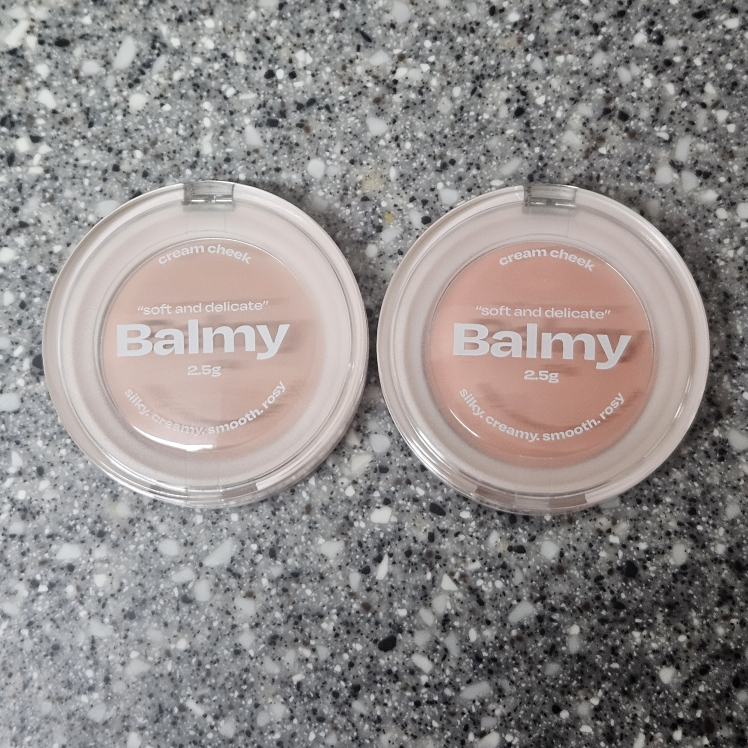 cream cheek
"soft and delicate"
Balmy
2.5g
silky. creamy. smooth. rosy
cream cheek
"soft and delicate"
Balmy
2.5g
silky. creamy. smooth. rosy